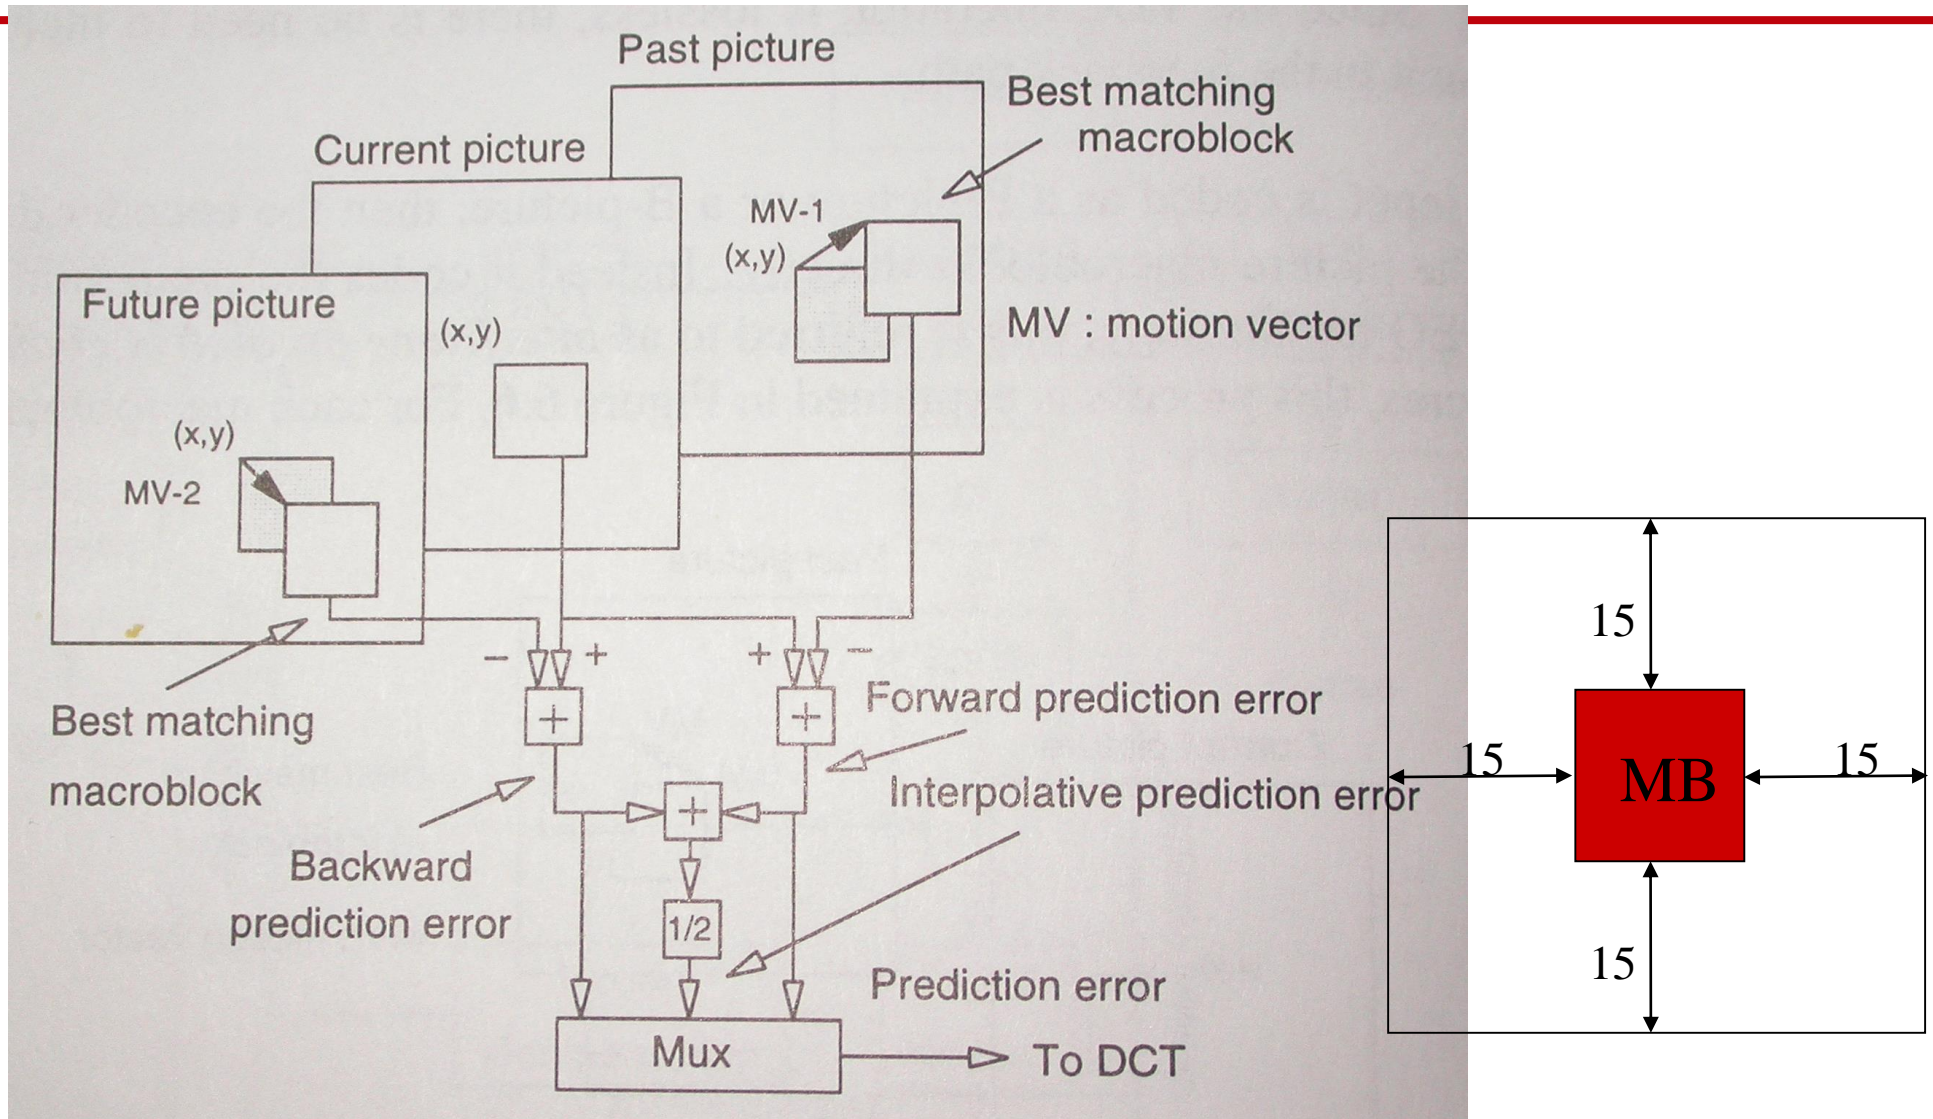 Past picture
Best matching
macroblock
Current picture
MV-1
(x,y)
Future picture
(x,y)
MV : motion vector
(x,y)
MV-2
15
− + + −
Forward prediction error
+ +
Best matching
macroblock
15 MB 15
Interpolative prediction error
+
Backward
prediction error
1/2
15
Prediction error
Mux
To DCT